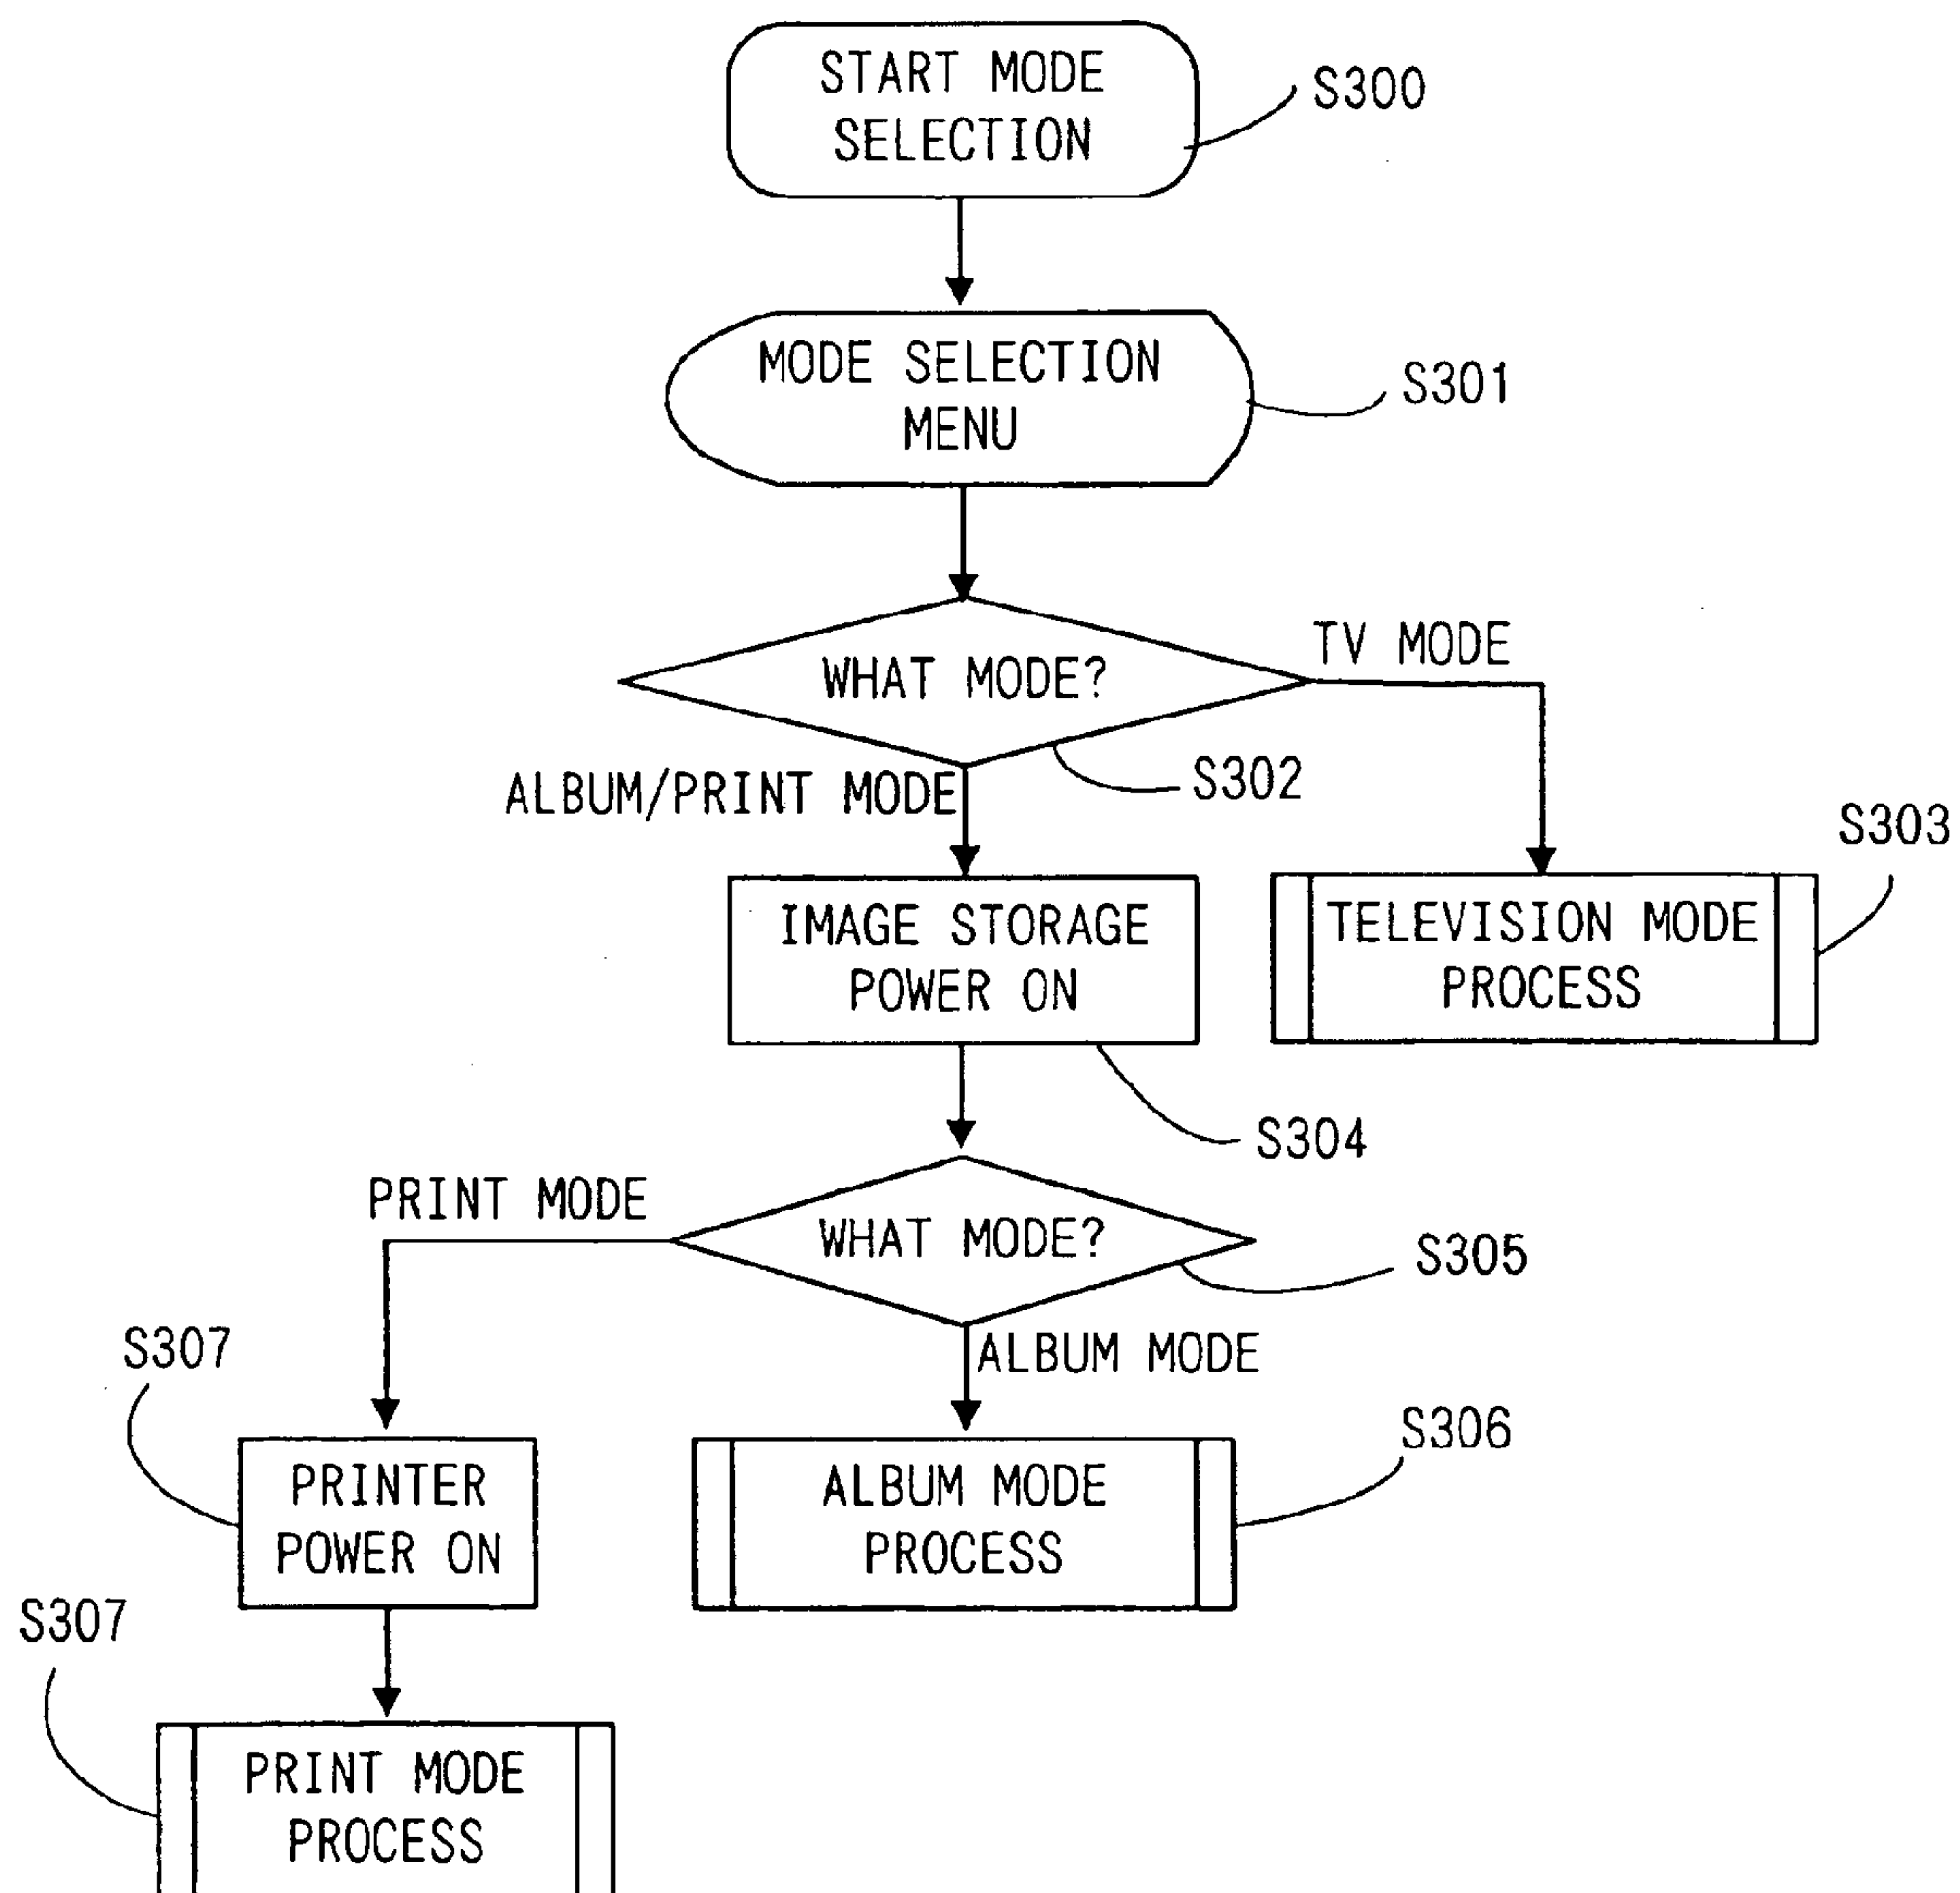 START MODE
SELECTION
S300
MODE SELECTION
MENU
S301
WHAT MODE?
TV MODE
S302
ALBUM/PRINT MODE
S303
IMAGE STORAGE
POWER ON
TELEVISION MODE
PROCESS
S304
PRINT MODE
WHAT MODE?
S305
ALBUM MODE
S307
PRINTER
POWER ON
ALBUM MODE
PROCESS
S306
S307
PRINT MODE
PROCESS